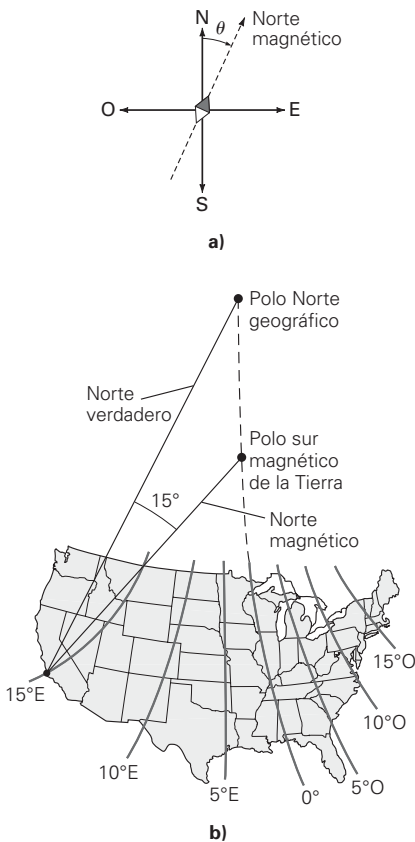 N
θ
Norte
magnético
O
E
S
a)
Polo Norte
geográfico
Norte
verdadero
Polo sur
magnético
de la Tierra
15°
Norte
magnético
15°E
10°E
5°E
0°
5°O
10°O
15°O
b)